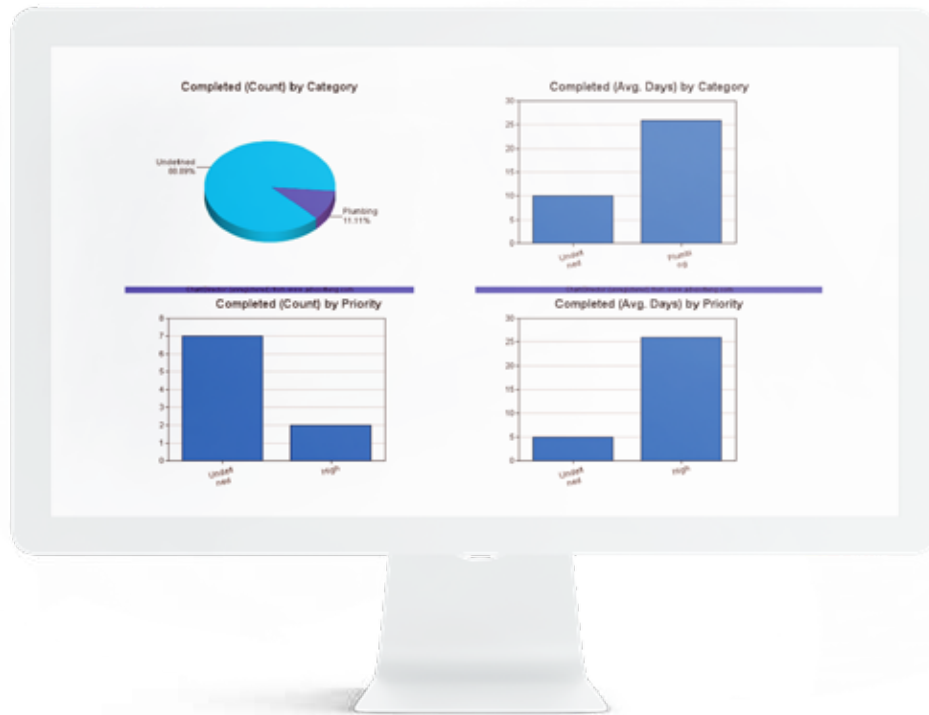 Completed (Count) by Category
Undefined
88.89%
Plumbing
11.11%
Completed (Avg. Days) by Category
30
25
20
15
10
5
0
Undefi
ned
Plumbi
ng
Completed (Count) by Priority
8
7
6
5
4
3
2
1
0
Undefi
ned
High
Completed (Avg. Days) by Priority
30
25
20
15
10
5
0
Undefi
ned
High